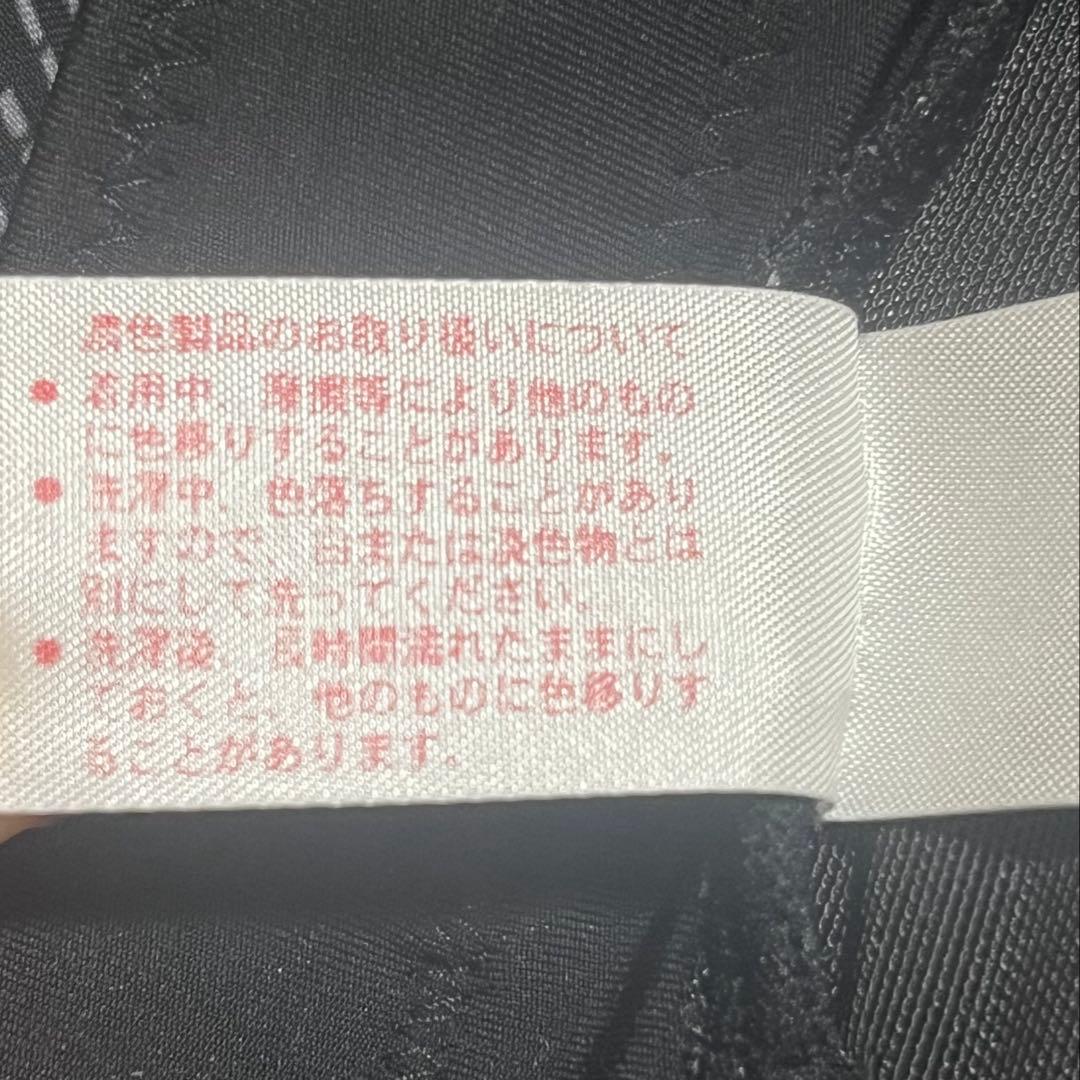 濃色製品のお取り扱いについて
● 着用中、摩擦等により他のもの
に色移りすることがあります。
● 洗濯中、色落ちすることがあり
ますので、白または淡色物とは
別にして洗ってください。
● 洗濯後、長時間濡れたままにし
ておくと、他のものに色移りす
ることがあります。